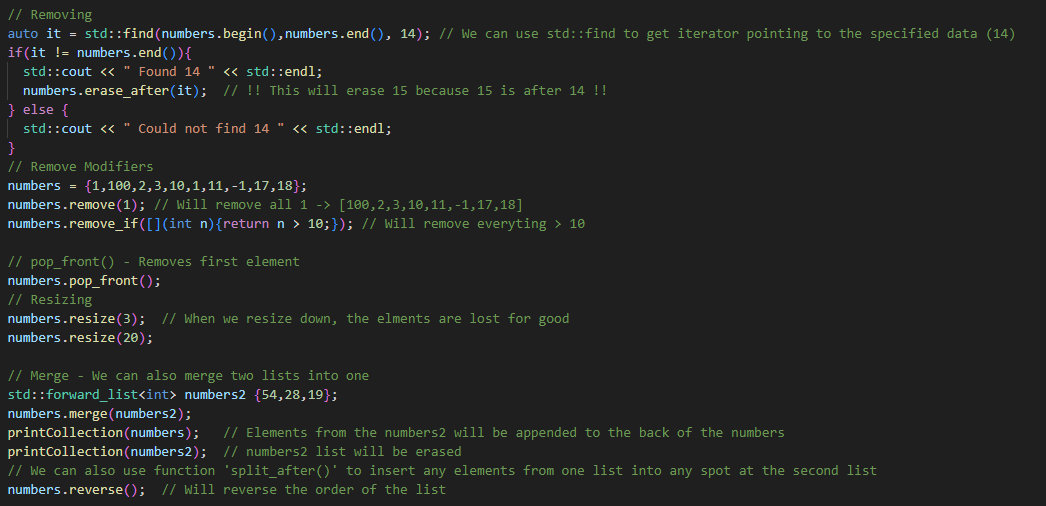 // Removing
auto it = std::find(numbers.begin(),numbers.end(), 14); // We can use std::find to get iterator pointing to the specified data (14)
if(it != numbers.end()){
  std::cout << " Found 14 " << std::endl;
  numbers.erase_after(it);  // !! This will erase 15 because 15 is after 14 !!
} else {
  std::cout << " Could not find 14 " << std::endl;
}
// Remove Modifiers
numbers = {1,100,2,3,10,1,11,-1,17,18};
numbers.remove(1); // Will remove all 1 -> [100,2,3,10,11,-1,17,18]
numbers.remove_if([](int n){return n > 10;}); // Will remove everyting > 10

// pop_front() - Removes first element
numbers.pop_front();
// Resizing
numbers.resize(3);  // When we resize down, the elments are lost for good
numbers.resize(20);

// Merge - We can also merge two lists into one
std::forward_list<int> numbers2 {54,28,19};
numbers.merge(numbers2);
printCollection(numbers);   // Elements from the numbers2 will be appended to the back of the numbers
printCollection(numbers2);  // numbers2 list will be erased
// We can also use function 'split_after()' to insert any elements from one list into any spot at the second list
numbers.reverse();  // Will reverse the order of the list